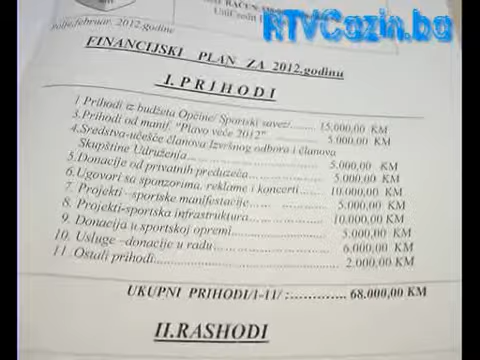 RTVCazin.ba
RAČUN
UniCredit
februar, 2012.godine
FINANCIJSKI PLAN ZA 2012.godinu
I. P R I H O D I
1 Prihodi iz budžeta Općine/ Sportski savez/........ 15.000,00 KM
3.Prihodi od manif. "Plavo veče 2012"...... 5.000,00 KM
4.Sredstva-učešće članova Izvršnog odbora i članova
Skupštine Udruženja............ 5.000,00 KM
5.Donacije od privatnih preduzeća......... 5.000,00 KM
6.Ugovori sa sponzorima, reklame i koncerti.... 10.000,00 KM
7. Projekti – sportske manifestacije......... 5.000,00 KM
8. Projekti-sportska infrastruktura........ 10.000,00 KM
9. Donacija u sportskoj opremi......... 5.000,00 KM
10. Usluge –donacije u radu......... 6,000,00 KM
11. Ostali prihodi............ 2.000,00 KM
UKUPNI PRIHODI/1-11/ :............ 68.000,00 KM
II.RASHODI